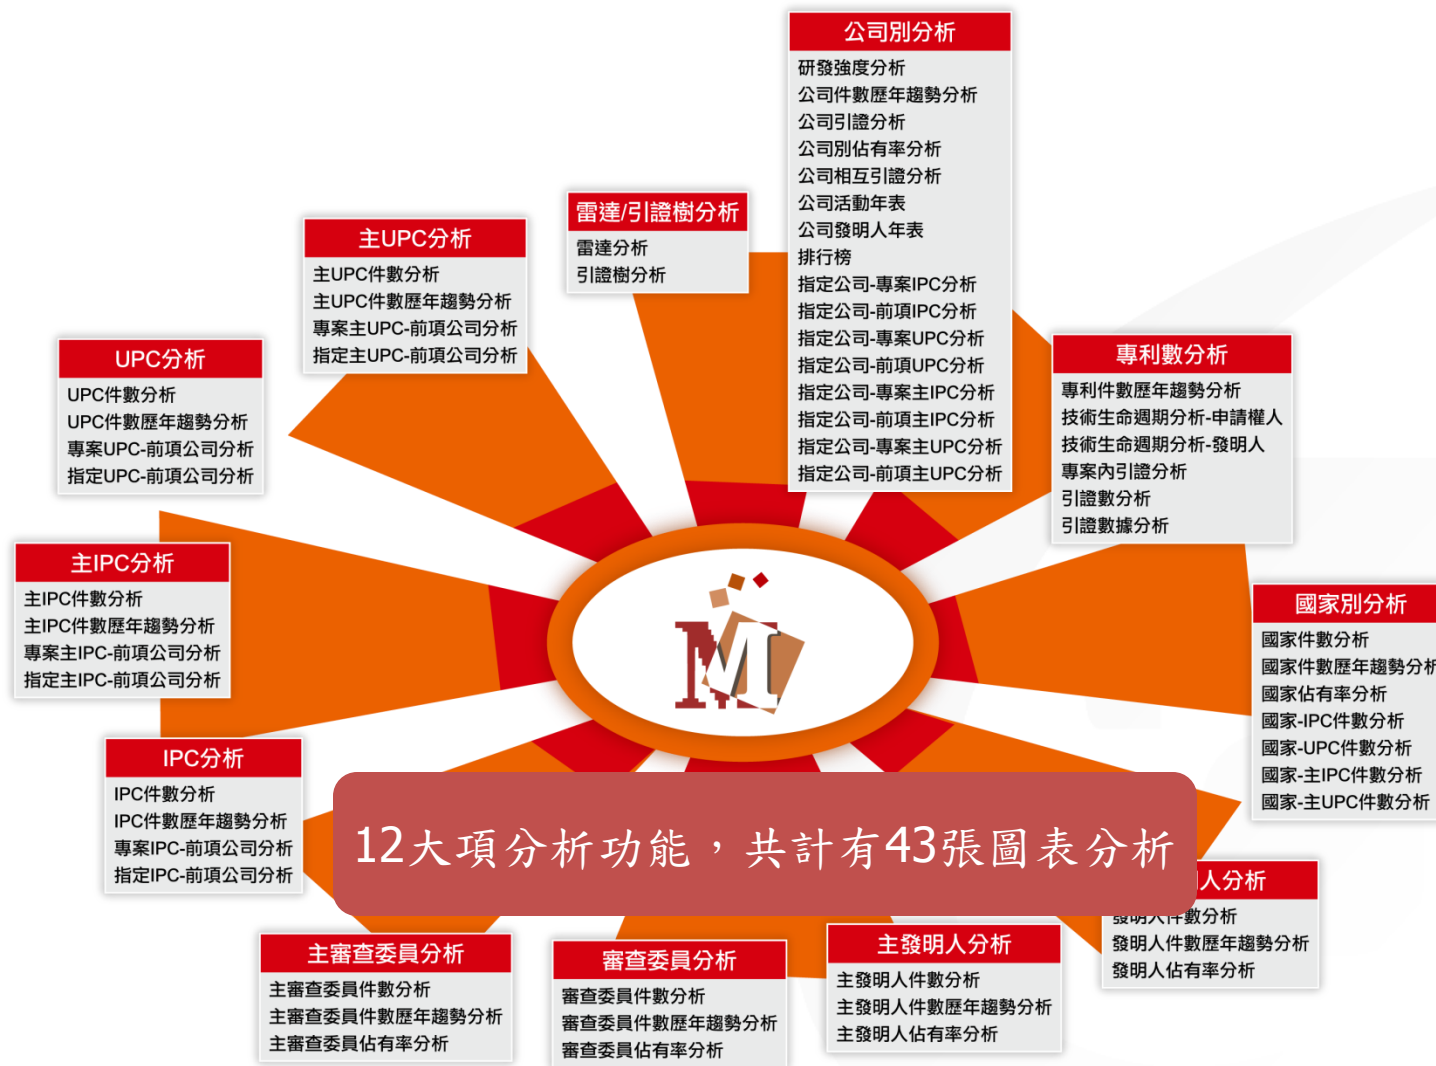 公司別分析
研發強度分析
公司件數歷年趨勢分析
公司引證分析
公司別佔有率分析
公司相互引證分析
公司活動年表
公司發明人年表
排行榜
指定公司-專案IPC分析
指定公司-前項IPC分析
指定公司-專案UPC分析
指定公司-前項UPC分析
指定公司-專案主IPC分析
指定公司-前項主IPC分析
指定公司-專案主UPC分析
指定公司-前項主UPC分析
雷達/引證樹分析
雷達分析
引證樹分析
主UPC分析
主UPC件數分析
主UPC件數歷年趨勢分析
專案主UPC-前項公司分析
指定主UPC-前項公司分析
UPC分析
UPC件數分析
UPC件數歷年趨勢分析
專案UPC-前項公司分析
指定UPC-前項公司分析
專利數分析
專利件數歷年趨勢分析
技術生命週期分析-申請權人
技術生命週期分析-發明人
專案內引證分析
引證數分析
引證數據分析
主IPC分析
主IPC件數分析
主IPC件數歷年趨勢分析
專案主IPC-前項公司分析
指定主IPC-前項公司分析
國家別分析
國家件數分析
國家件數歷年趨勢分析
國家佔有率分析
國家-IPC件數分析
國家-UPC件數分析
國家-主IPC件數分析
國家-主UPC件數分析
M
IPC分析
IPC件數分析
IPC件數歷年趨勢分析
專案IPC-前項公司分析
指定IPC-前項公司分析
12大項分析功能，共計有43張圖表分析
人分析
發明人件數分析
發明人件數歷年趨勢分析
發明人佔有率分析
主發明人分析
主發明人件數分析
主發明人件數歷年趨勢分析
主發明人佔有率分析
審查委員分析
審查委員件數分析
審查委員件數歷年趨勢分析
審查委員佔有率分析
主審查委員分析
主審查委員件數分析
主審查委員件數歷年趨勢分析
主審查委員佔有率分析